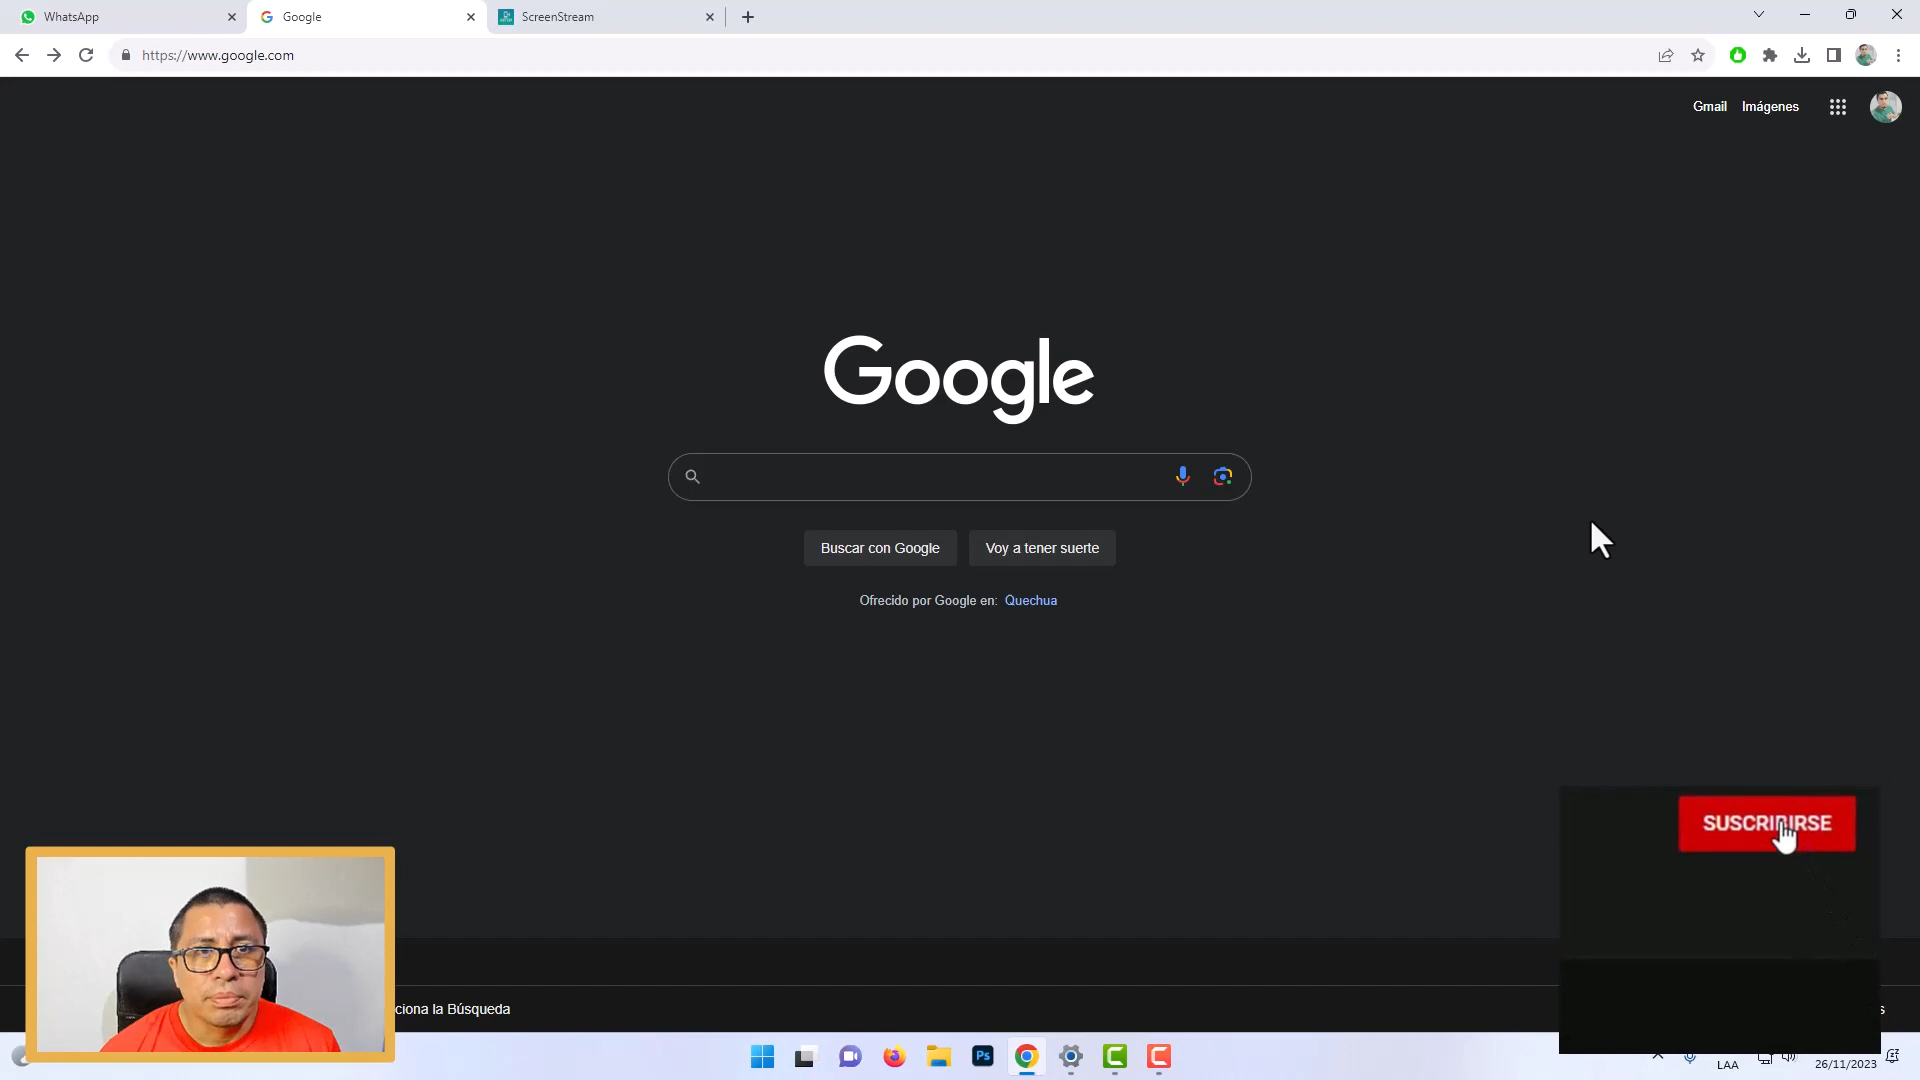 WhatsApp
Google
ScreenStream
https://www.google.com
Gmail
Imágenes
Google
Buscar con Google
Voy a tener suerte
Ofrecido por Google en: Quechua
SUSCRIBIRSE
ciona la Búsqueda
s
Ps
LAA
26/11/2023